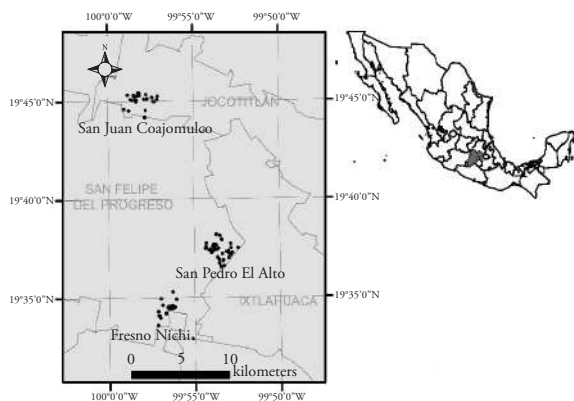 100°0'0"W 99°55'0"W 99°50'0"W
N
19°45'0"N JOCOTITLÁN 19°45'0"N
San Juan Coajomulco
19°40'0"N SAN FELIPE 19°40'0"N
DEL PROGRESO
San Pedro El Alto
19°35'0"N IXTLAHUACA 19°35'0"N
Fresno Nichi
0 5 10
kilometers
100°0'0"W 99°55'0"W 99°50'0"W